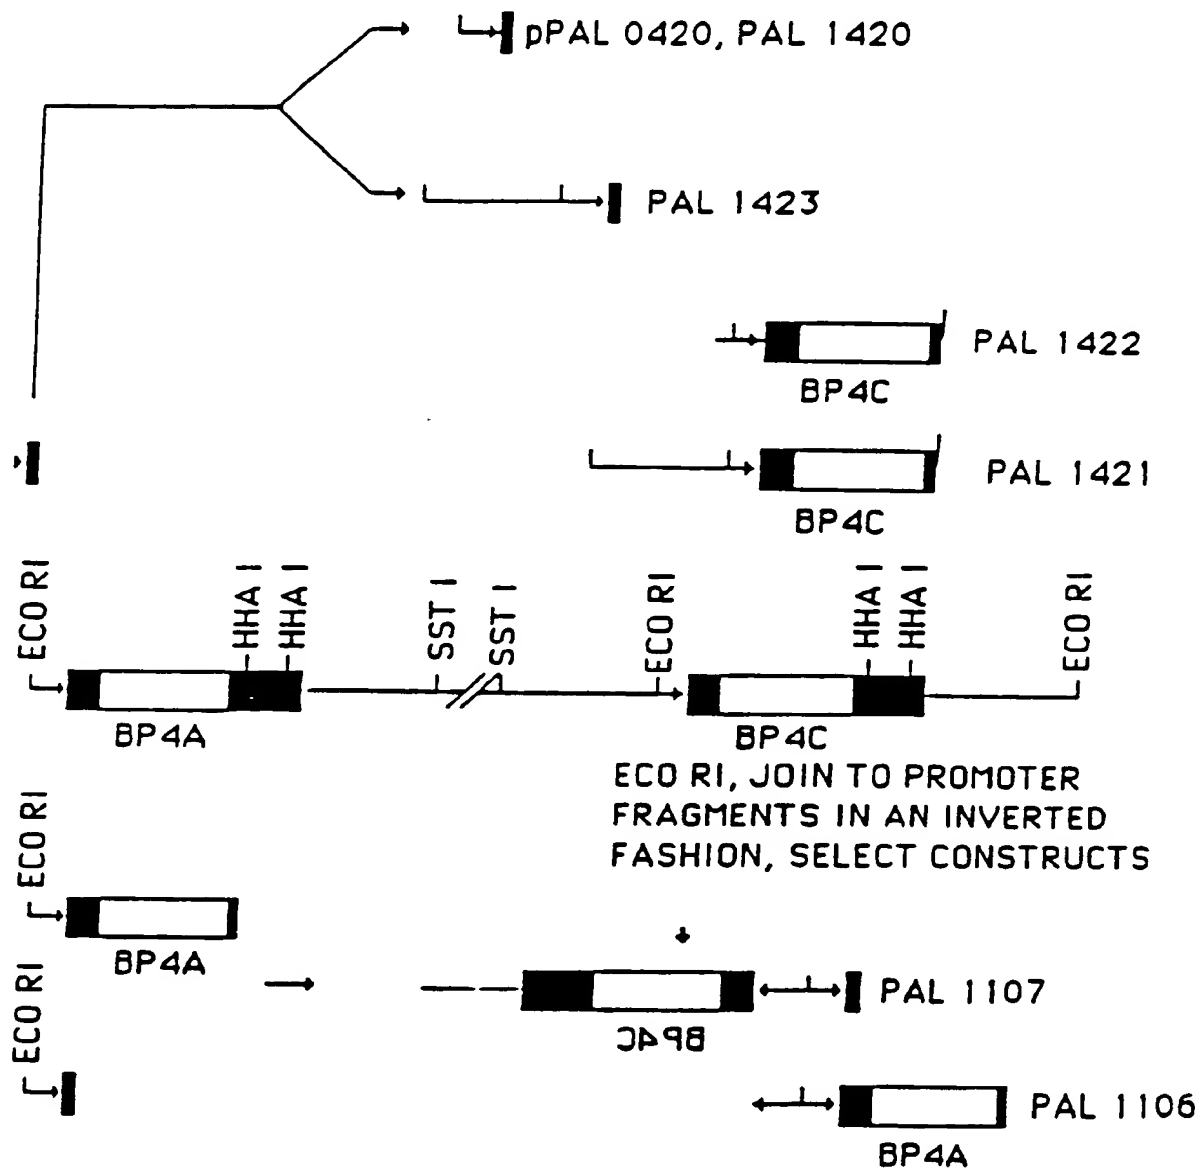 pPAL 0420, PAL 1420
PAL 1423
PAL 1422
BP4C
PAL 1421
BP4C
ECO RI
HHA I
HHA I
SST I
SST I
ECO RI
HHA I
HHA I
ECO RI
BP4A
BP4C
ECO RI, JOIN TO PROMOTER
FRAGMENTS IN AN INVERTED
FASHION, SELECT CONSTRUCTS
ECO RI
BP4A
ECO RI
PAL 1107
BP4C
PAL 1106
BP4A